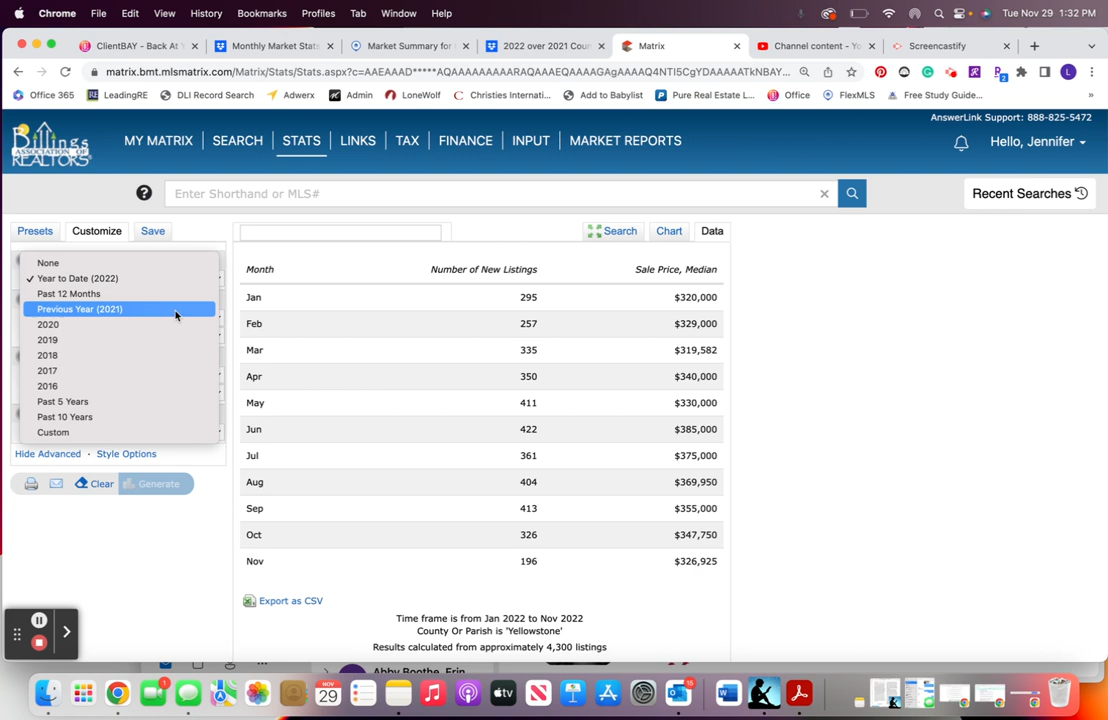 Chrome File Edit View History Bookmarks Profiles Tab Window Help Tue Nov 29 1:32 PM
ClientBAY - Back At Y Monthly Market Stats Market Summary for C 2022 over 2021 Coun Matrix Channel content - Yo Screencastify
matrix.bmt.mlsmatrix.com/Matrix/Stats/Stats.aspx?c=AAEAAAD*****AQAAAAAAAAARAQAAAEQAAAAGAgAAAAQ4NTI5CgYDAAAAATkNBAY...
Office 365 LeadingRE DLI Record Search Adwerx Admin LoneWolf Christies Internati... Add to Babylist Pure Real Estate L... Office FlexMLS Free Study Guide... »
AnswerLink Support: 888-825-5472
Billings ASSOCIATION OF REALTORS
MY MATRIX SEARCH STATS LINKS TAX FINANCE INPUT MARKET REPORTS Hello, Jennifer
Enter Shorthand or MLS# Recent Searches
Presets Customize Save Search Chart Data
None
Year to Date (2022)
Past 12 Months
Previous Year (2021)
2020
2019
2018
2017
2016
Past 5 Years
Past 10 Years
Custom
Hide Advanced · Style Options
Clear Generate
Month Number of New Listings Sale Price, Median
Jan 295 $320,000
Feb 257 $329,000
Mar 335 $319,582
Apr 350 $340,000
May 411 $330,000
Jun 422 $385,000
Jul 361 $375,000
Aug 404 $369,950
Sep 413 $355,000
Oct 326 $347,750
Nov 196 $326,925
Export as CSV
Time frame is from Jan 2022 to Nov 2022
County Or Parish is 'Yellowstone'
Results calculated from approximately 4,300 listings
Abby Boothe, Erin
NOV 29 tv 15 1